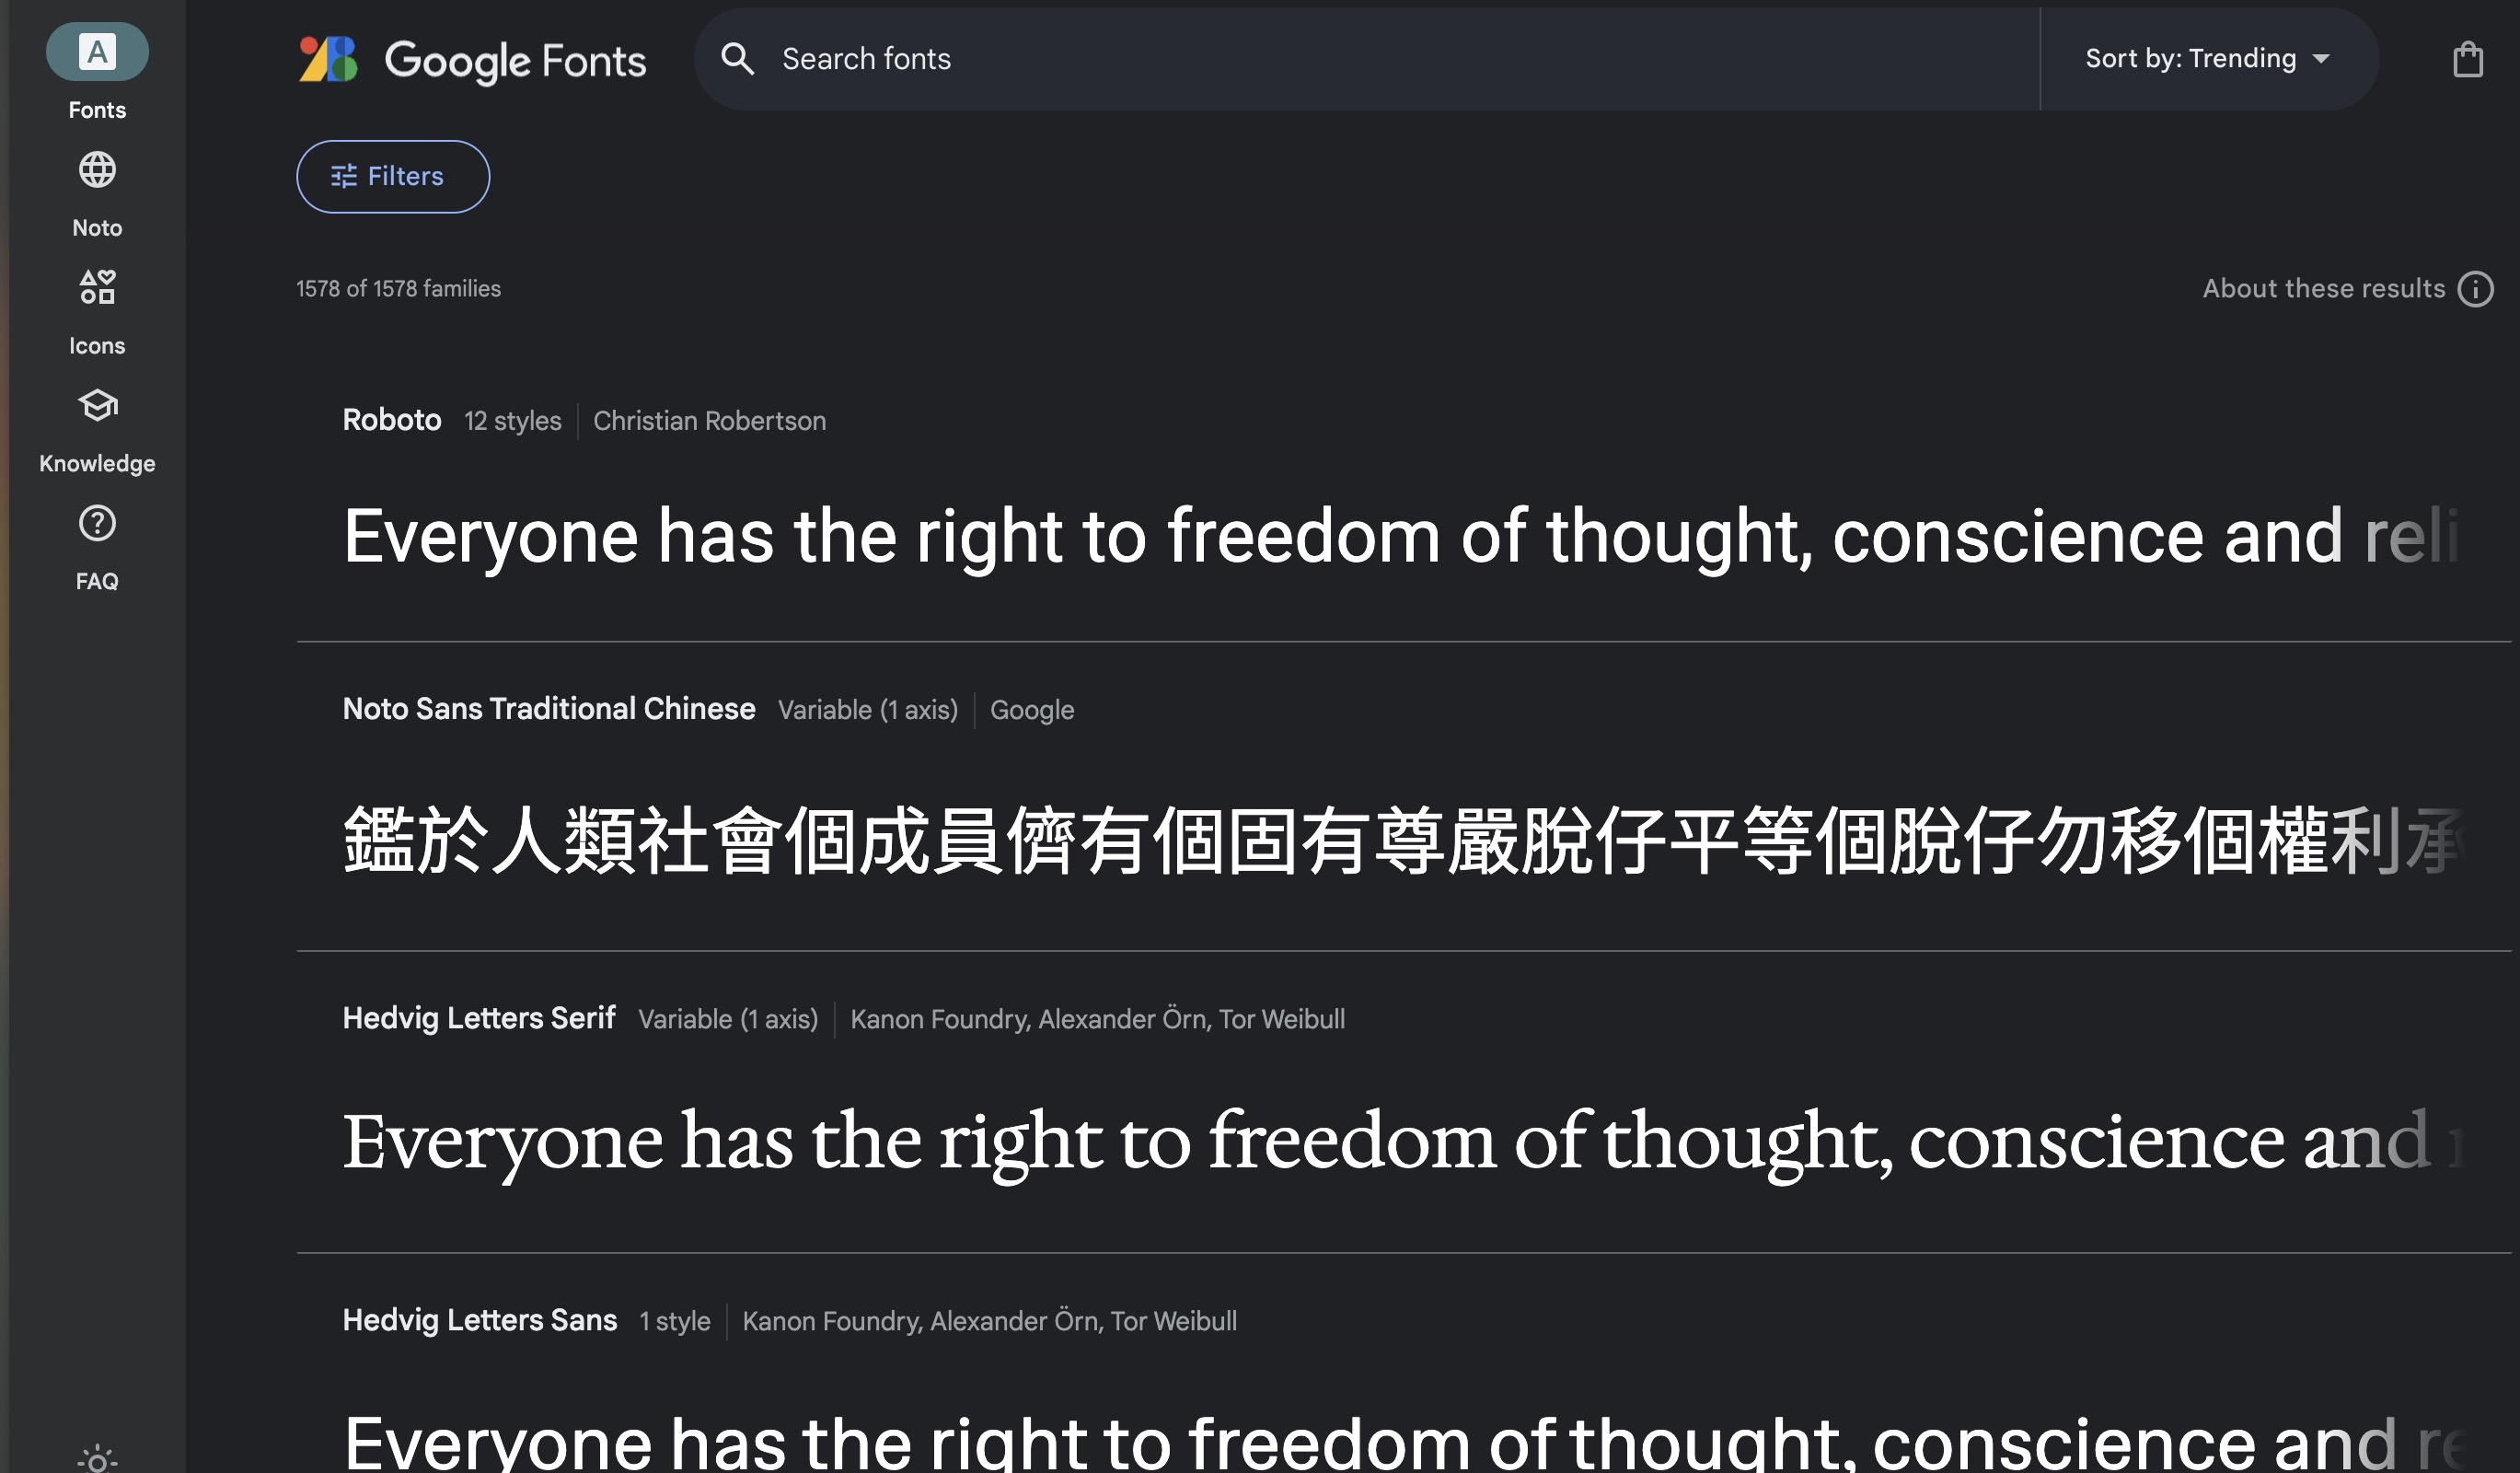 A
Fonts
Noto
Icons
Knowledge
FAQ
Google Fonts
Search fonts
Sort by: Trending
Filters
1578 of 1578 families
About these results
Roboto 12 styles Christian Robertson
Everyone has the right to freedom of thought, conscience and
Noto Sans Traditional Chinese Variable (1 axis) Google
鑑於人類社會個成員儕有個固有尊嚴脫仔平等個脫仔勿移個權利承
Hedvig Letters Serif Variable (1 axis) Kanon Foundry, Alexander Örn, Tor Weibull
Everyone has the right to freedom of thought, conscience and
Hedvig Letters Sans 1 style Kanon Foundry, Alexander Örn, Tor Weibull
Everyone has the right to freedom of thought, conscience and